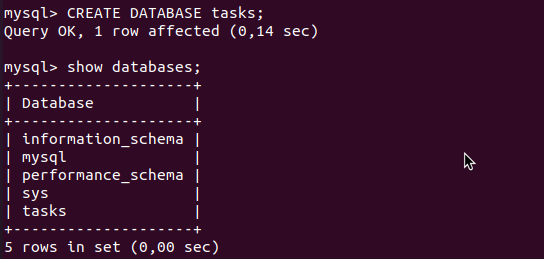 mysql> CREATE DATABASE tasks;
Query OK, 1 row affected (0,14 sec)
mysql> show databases;
+--------------------+
| Database           |
+--------------------+
| information_schema |
| mysql              |
| performance_schema |
| sys                |
| tasks              |
+--------------------+
5 rows in set (0,00 sec)